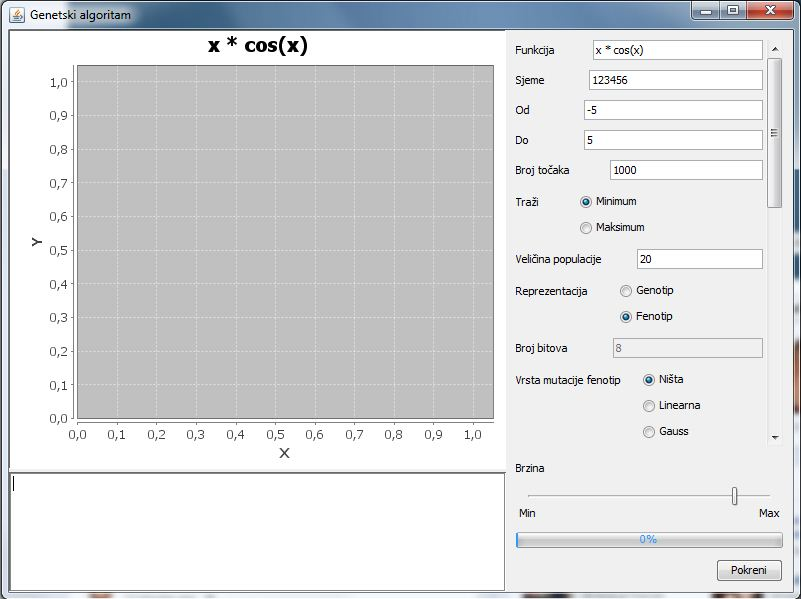 Genetski algoritam
x * cos(x)
1,0
0,9
0,8
0,7
0,6
0,5
0,4
0,3
0,2
0,1
0,0
Y
0,0 0,1 0,2 0,3 0,4 0,5 0,6 0,7 0,8 0,9 1,0
X
Funkcija x * cos(x)
Sjeme 123456
Od -5
Do 5
Broj točaka 1000
Traži Minimum
Maksimum
Veličina populacije 20
Reprezentacija Genotip
Fenotip
Broj bitova 8
Vrsta mutacije fenotip Ništa
Linearna
Gauss
Brzina
Min Max
0%
Pokreni